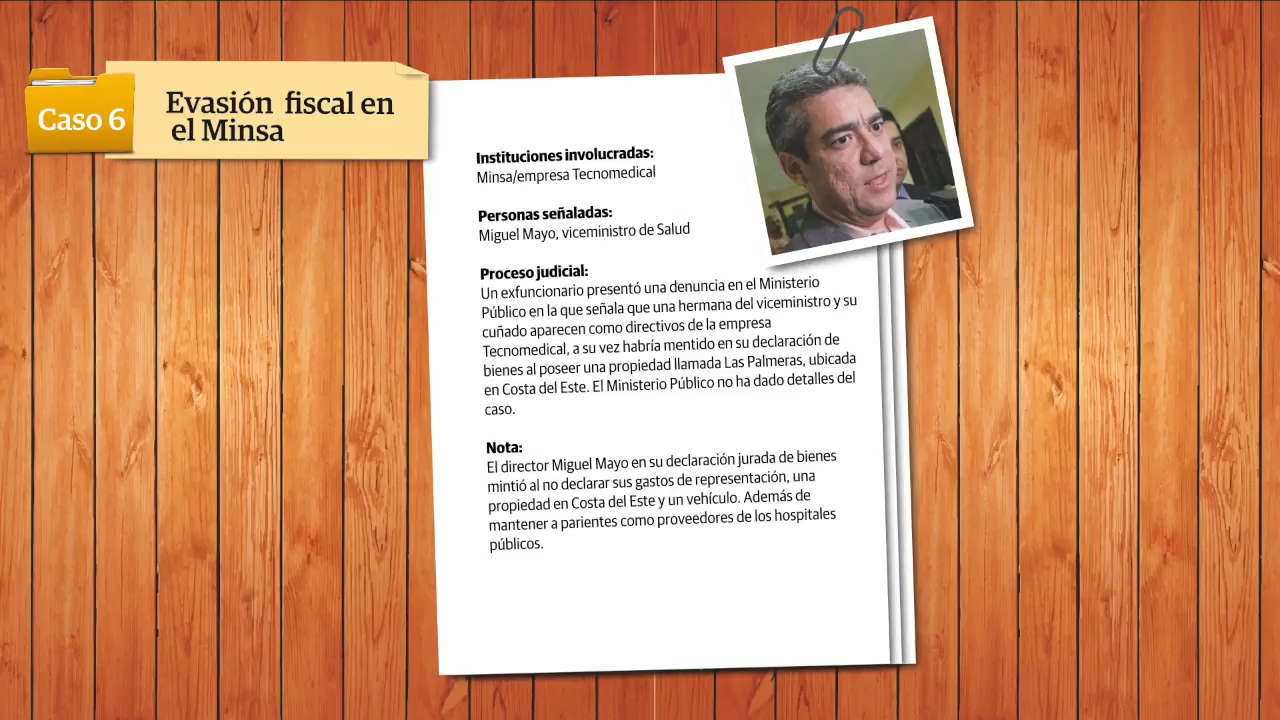 Caso 6
Evasión fiscal en
el Minsa
Instituciones involucradas:
Minsa/empresa Tecnomedical
Personas señaladas:
Miguel Mayo, viceministro de Salud
Proceso judicial:
Un exfuncionario presentó una denuncia en el Ministerio
Público en la que señala que una hermana del viceministro y su
cuñado aparecen como directivos de la empresa
Tecnomedical, a su vez habría mentido en su declaración de
bienes al poseer una propiedad llamada Las Palmeras, ubicada
en Costa del Este. El Ministerio Público no ha dado detalles del
caso.
Nota:
El director Miguel Mayo en su declaración jurada de bienes
mintió al no declarar sus gastos de representación, una
propiedad en Costa del Este y un vehículo. Además de
mantener a parientes como proveedores de los hospitales
públicos.